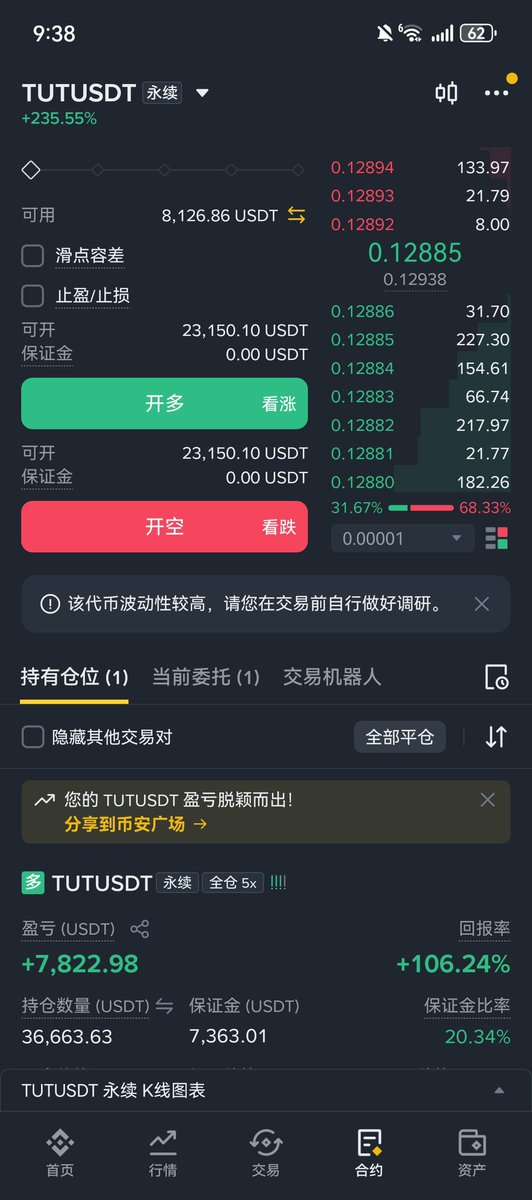 9:38
6
62
TUTUSDT 永续
+235.55%
可用 8,126.86 USDT
滑点容差
止盈/止损
可开 23,150.10 USDT
保证金 0.00 USDT
开多 看涨
可开 23,150.10 USDT
保证金 0.00 USDT
开空 看跌
0.12894 133.97
0.12893 21.79
0.12892 8.00
0.12885
0.12938
0.12886 31.70
0.12885 227.30
0.12884 154.61
0.12883 66.74
0.12882 217.97
0.12881 21.77
0.12880 182.26
31.67% 68.33%
0.00001
该代币波动性较高，请您在交易前自行做好调研。
持有仓位 (1) 当前委托 (1) 交易机器人
隐藏其他交易对 全部平仓
您的 TUTUSDT 盈亏脱颖而出！
分享到币安广场 →
多 TUTUSDT 永续 全仓 5x !!!!
盈亏 (USDT) 回报率
+7,822.98 +106.24%
持仓数量 (USDT) 保证金 (USDT) 保证金比率
36,663.63 7,363.01 20.34%
TUTUSDT 永续 K线图表
首页 行情 交易 合约 资产